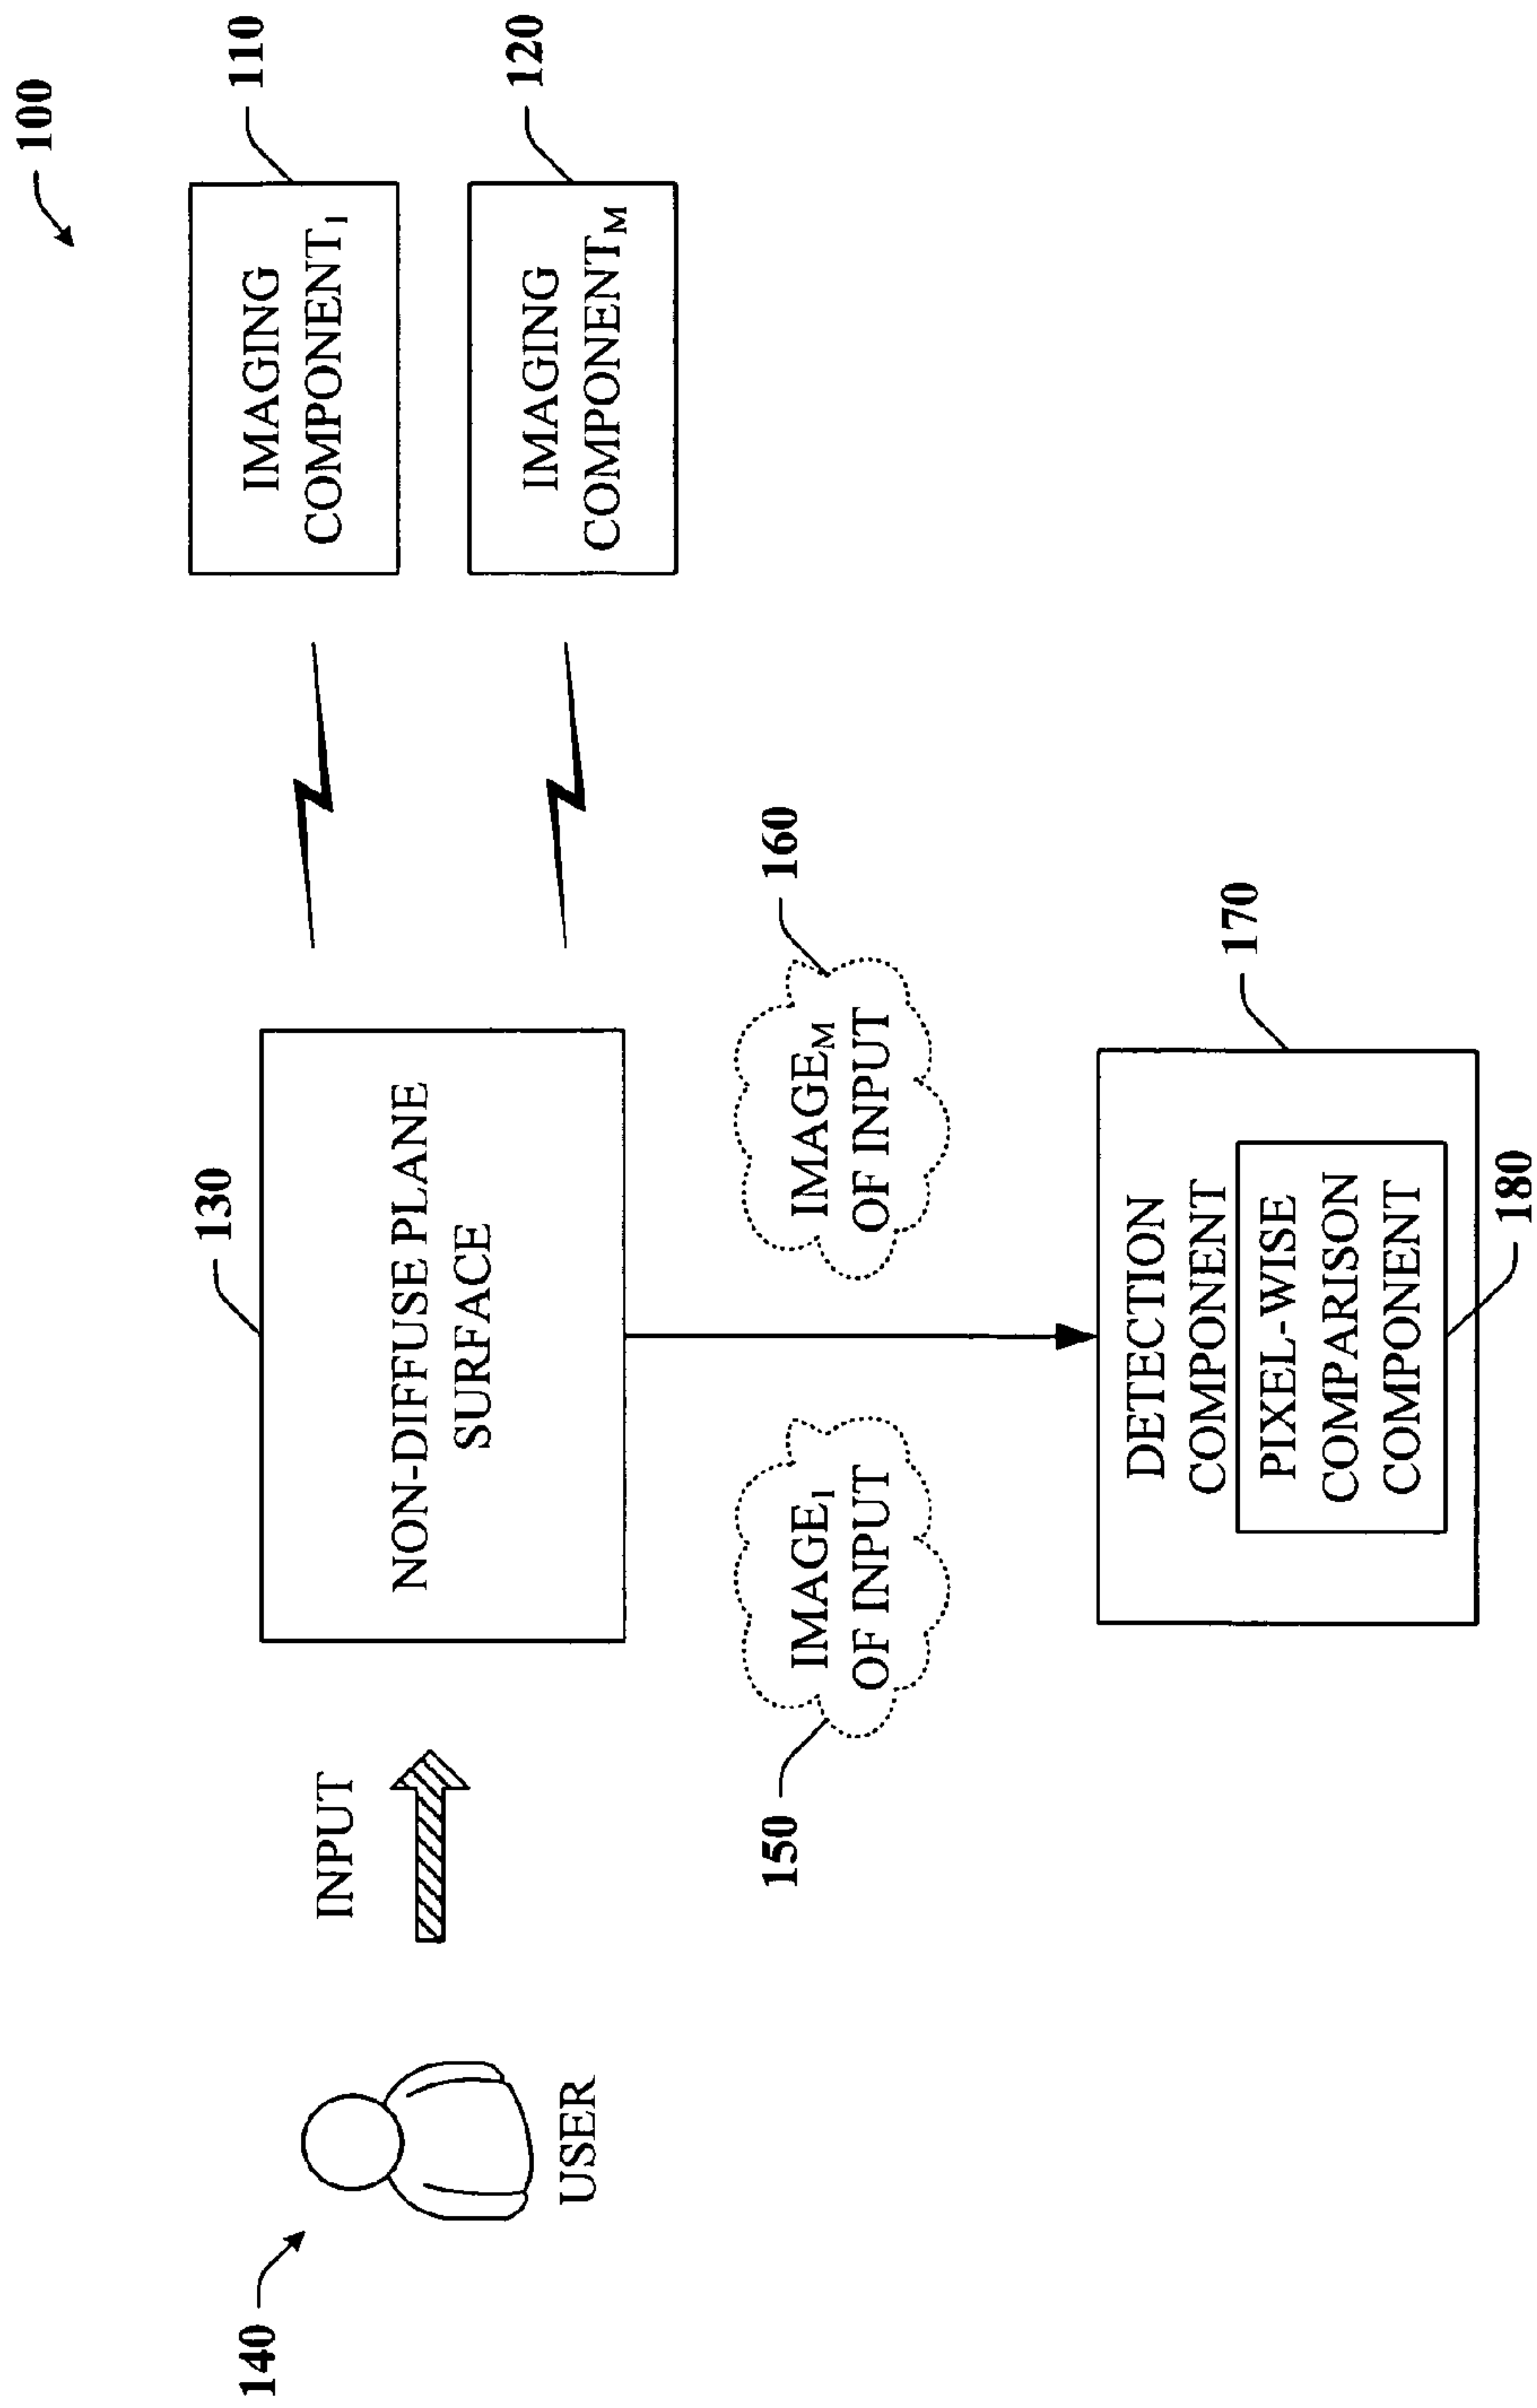 100
110
IMAGING
COMPONENT₁
120
IMAGING
COMPONENTₘ
130
NON-DIFFUSE PLANE
SURFACE
INPUT
140
USER
150
IMAGE₁
OF INPUT
160
IMAGEₘ
OF INPUT
170
DETECTION
COMPONENT
PIXEL-WISE
COMPARISON
COMPONENT
180